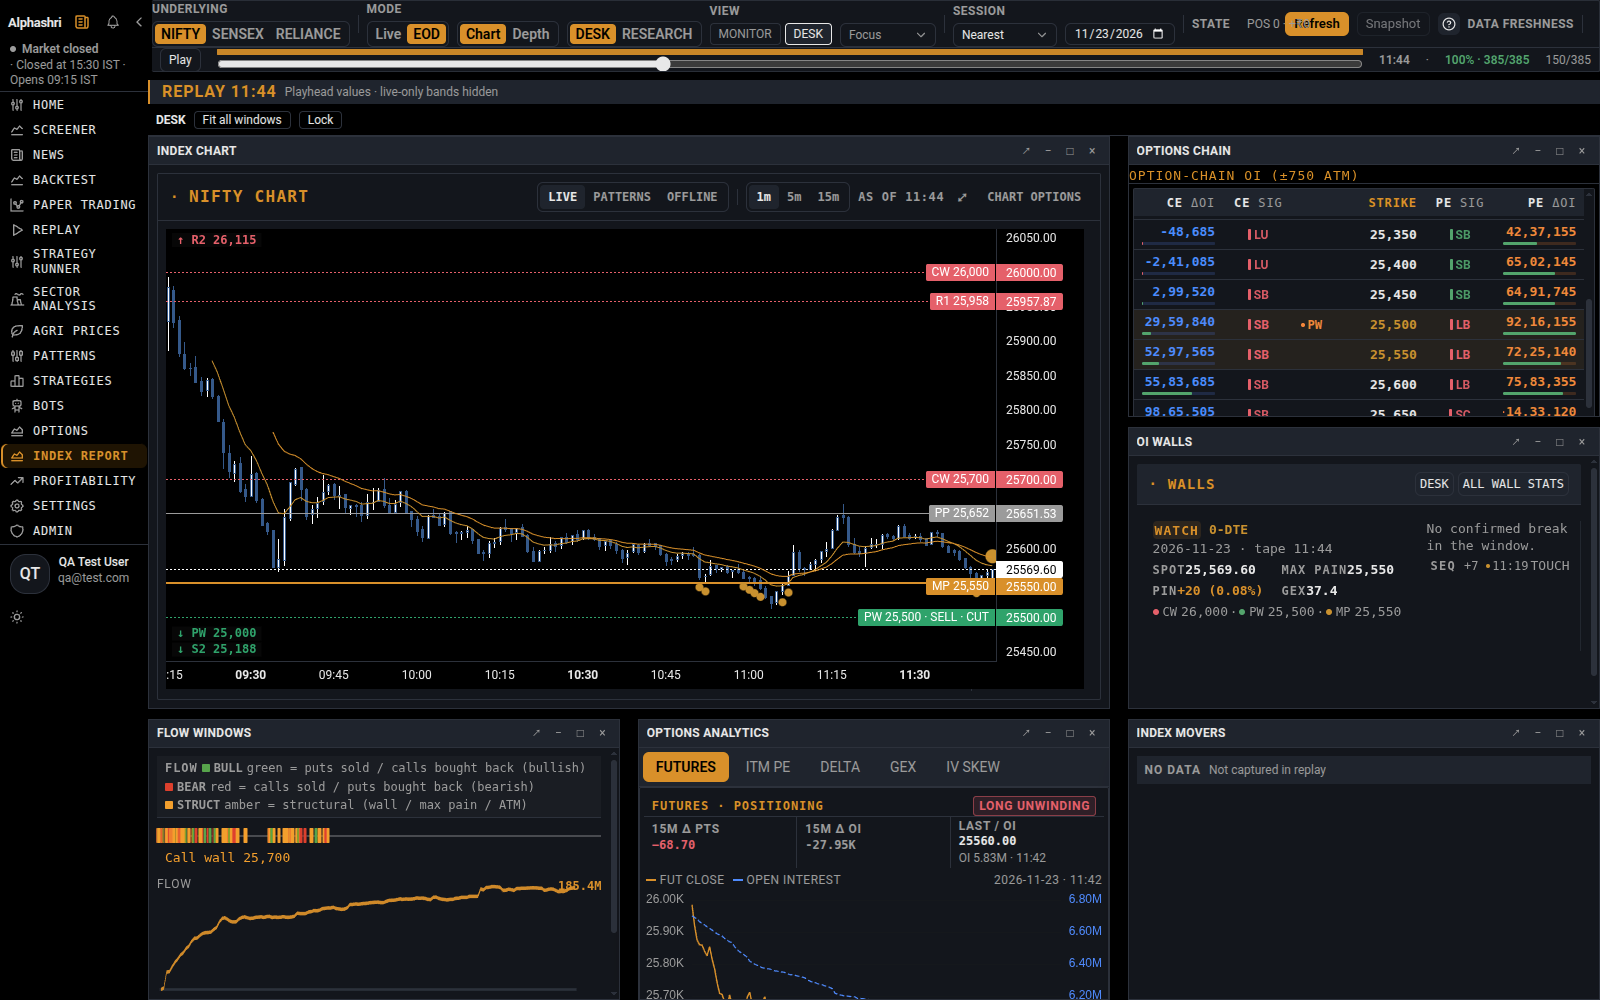 Alphashri
Market closed
· Closed at 15:30 IST ·
Opens 09:15 IST
HOME
SCREENER
NEWS
BACKTEST
PAPER TRADING
REPLAY
STRATEGY
RUNNER
SECTOR
ANALYSIS
AGRI PRICES
PATTERNS
STRATEGIES
BOTS
OPTIONS
INDEX REPORT
PROFITABILITY
SETTINGS
ADMIN
QT
QA Test User
qa@test.com
UNDERLYING
NIFTY SENSEX RELIANCE
MODE
Live EOD
Chart Depth
DESK RESEARCH
VIEW
MONITOR DESK
Focus
SESSION
Nearest
11/23/2026
STATE
POS 0
Refresh
Snapshot
DATA FRESHNESS
Play
11:44 · 100% · 385/385 150/385
REPLAY 11:44 Playhead values · live-only bands hidden
DESK Fit all windows Lock
INDEX CHART
· NIFTY CHART
LIVE PATTERNS OFFLINE
1m 5m 15m
AS OF 11:44
CHART OPTIONS
↑ R2 26,115
26050.00
CW 26,000 26000.00
R1 25,958 25957.87
25900.00
25850.00
25800.00
25750.00
CW 25,700 25700.00
PP 25,652 25651.53
25600.00
25569.60
MP 25,550 25550.00
PW 25,500 · SELL · CUT 25500.00
↓ PW 25,000
↓ S2 25,188
25450.00
:15 09:30 09:45 10:00 10:15 10:30 10:45 11:00 11:15 11:30
OPTIONS CHAIN
OPTION-CHAIN OI (±750 ATM)
CE ΔOI CE SIG STRIKE PE SIG PE ΔOI
-48,685 LU 25,350 SB 42,37,155
-2,41,085 LU 25,400 SB 65,02,145
2,99,520 SB 25,450 SB 64,91,745
29,59,840 SB • PW 25,500 LB 92,16,155
52,97,565 SB 25,550 LB 72,25,140
55,83,685 SB 25,600 LB 75,83,355
98,65,505 SB 25,650 SC 14,33,120
OI WALLS
· WALLS
DESK ALL WALL STATS
WATCH 0-DTE
2026-11-23 · tape 11:44
SPOT 25,569.60 MAX PAIN 25,550
PIN +20 (0.08%) GEX 37.4
• CW 26,000 · • PW 25,500 · • MP 25,550
No confirmed break
in the window.
SEQ +7 • 11:19 TOUCH
FLOW WINDOWS
FLOW BULL green = puts sold / calls bought back (bullish)
BEAR red = calls sold / puts bought back (bearish)
STRUCT amber = structural (wall / max pain / ATM)
Call wall 25,700
FLOW
185.4M
OPTIONS ANALYTICS
FUTURES ITM PE DELTA GEX IV SKEW
FUTURES · POSITIONING
LONG UNWINDING
15M Δ PTS
−68.70
15M Δ OI
-27.95K
LAST / OI
25560.00
OI 5.83M · 11:42
FUT CLOSE OPEN INTEREST
2026-11-23 · 11:42
26.00K 6.80M
25.90K 6.60M
25.80K 6.40M
25.70K 6.20M
INDEX MOVERS
NO DATA Not captured in replay